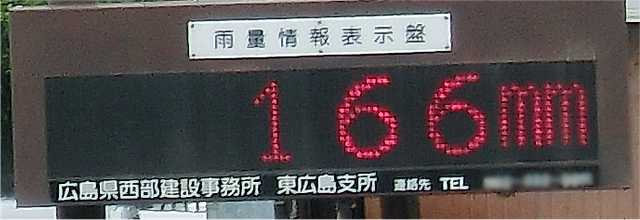 雨量情報表示盤
166mm
広島県西部建設事務所 東広島支所 連絡先 TEL